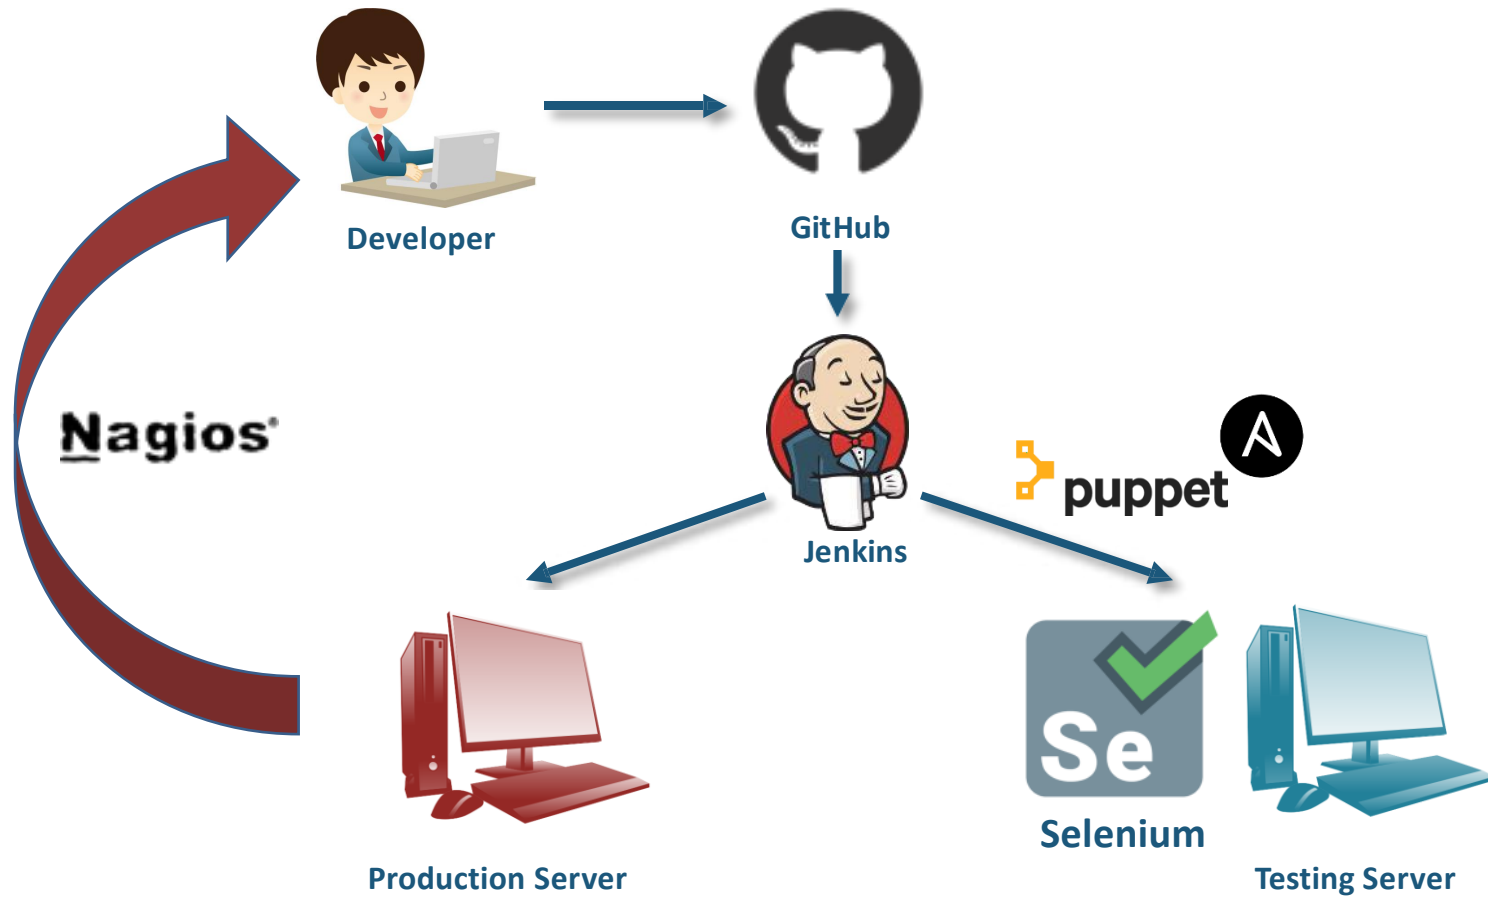 Developer
GitHub
Nagios®
puppet
A
Jenkins
Se
Selenium
Production Server
Testing Server